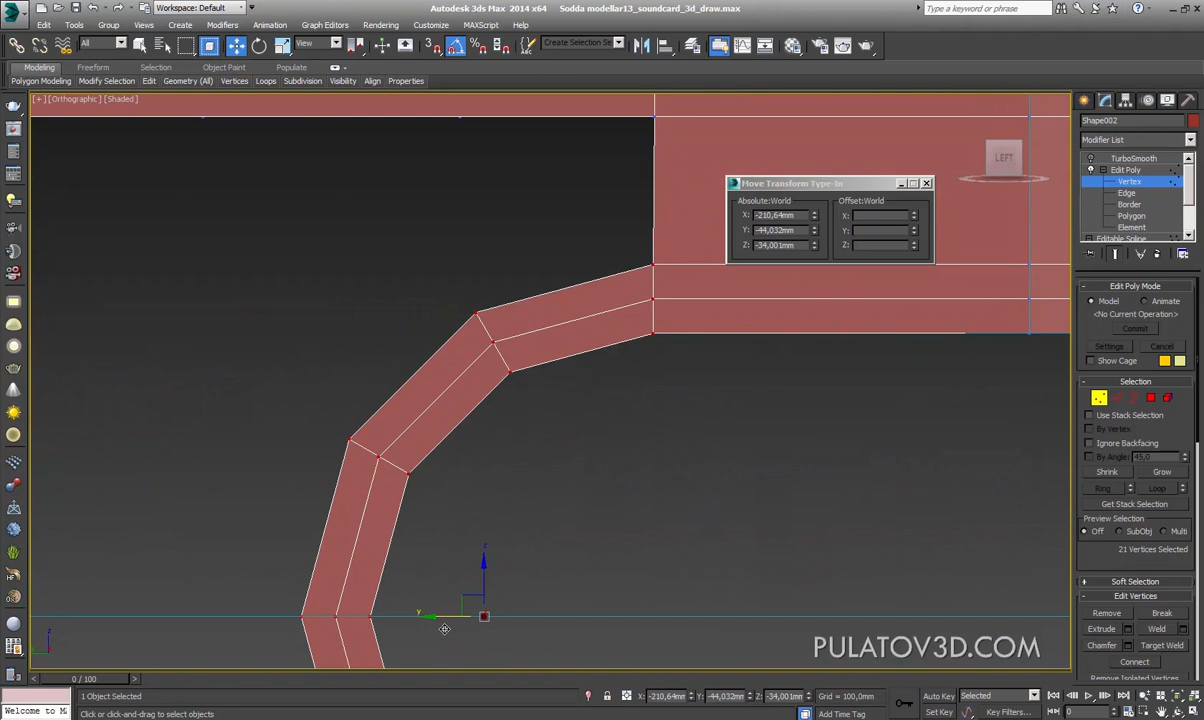 Workspace: Default
Autodesk 3ds Max 2014 x64 Sodda modellar13_soundcard_3d_draw.max
Type a keyword or phrase
Edit Tools Group Views Create Modifiers Animation Graph Editors Rendering Customize MAXScript Help
All View Create Selection Se
Modeling Freeform Selection Object Paint Populate
Polygon Modeling Modify Selection Edit Geometry (All) Vertices Loops Subdivision Visibility Align Properties
[+] [Orthographic] [Shaded]
LEFT
Move Transform Type-In
Absolute:World Offset:World
X: -210,64mm X:
Y: -44,032mm Y:
Z: -34,001mm Z:
Shape002
Modifier List
TurboSmooth
Edit Poly
Vertex
Edge
Border
Polygon
Element
Editable Spline
Edit Poly Mode
Model Animate
<No Current Operation>
Commit
Settings Cancel
Show Cage
Selection
Use Stack Selection
By Vertex
Ignore Backfacing
By Angle: 45,0
Shrink Grow
Ring Loop
Get Stack Selection
Preview Selection
Off SubObj Multi
21 Vertices Selected
Soft Selection
Edit Vertices
Remove Break
Extrude Weld
Chamfer Target Weld
Connect
Remove Isolated Vertices
z
y
z
PULATOV3D.COM
0 / 100
1 Object Selected X: -210,64mm Y: -44,032mm Z: -34,001mm Grid = 100,0mm Auto Key Selected
Welcome to M Click or click-and-drag to select objects Add Time Tag Set Key Key Filters... 0